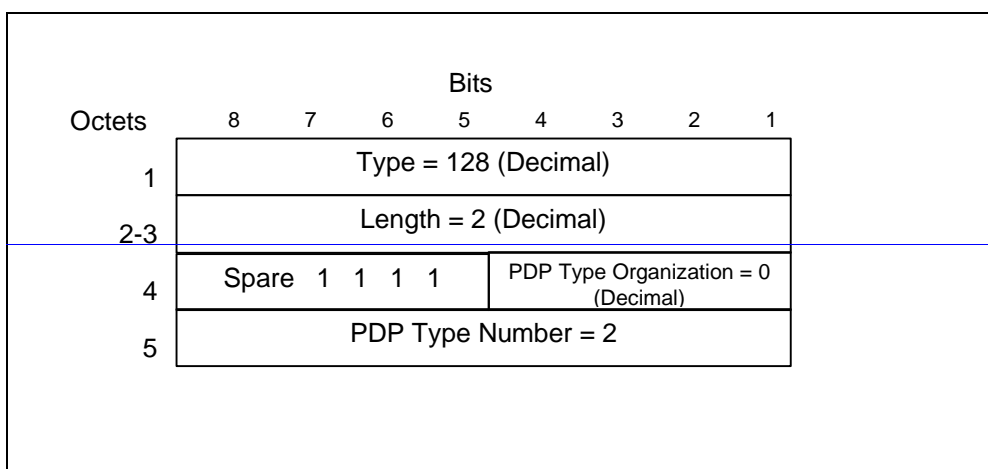 Bits
Octets 8 7 6 5 4 3 2 1
1 Type = 128 (Decimal)
2-3 Length = 2 (Decimal)
4 Spare 1 1 1 1 PDP Type Organization = 0
(Decimal)
5 PDP Type Number = 2